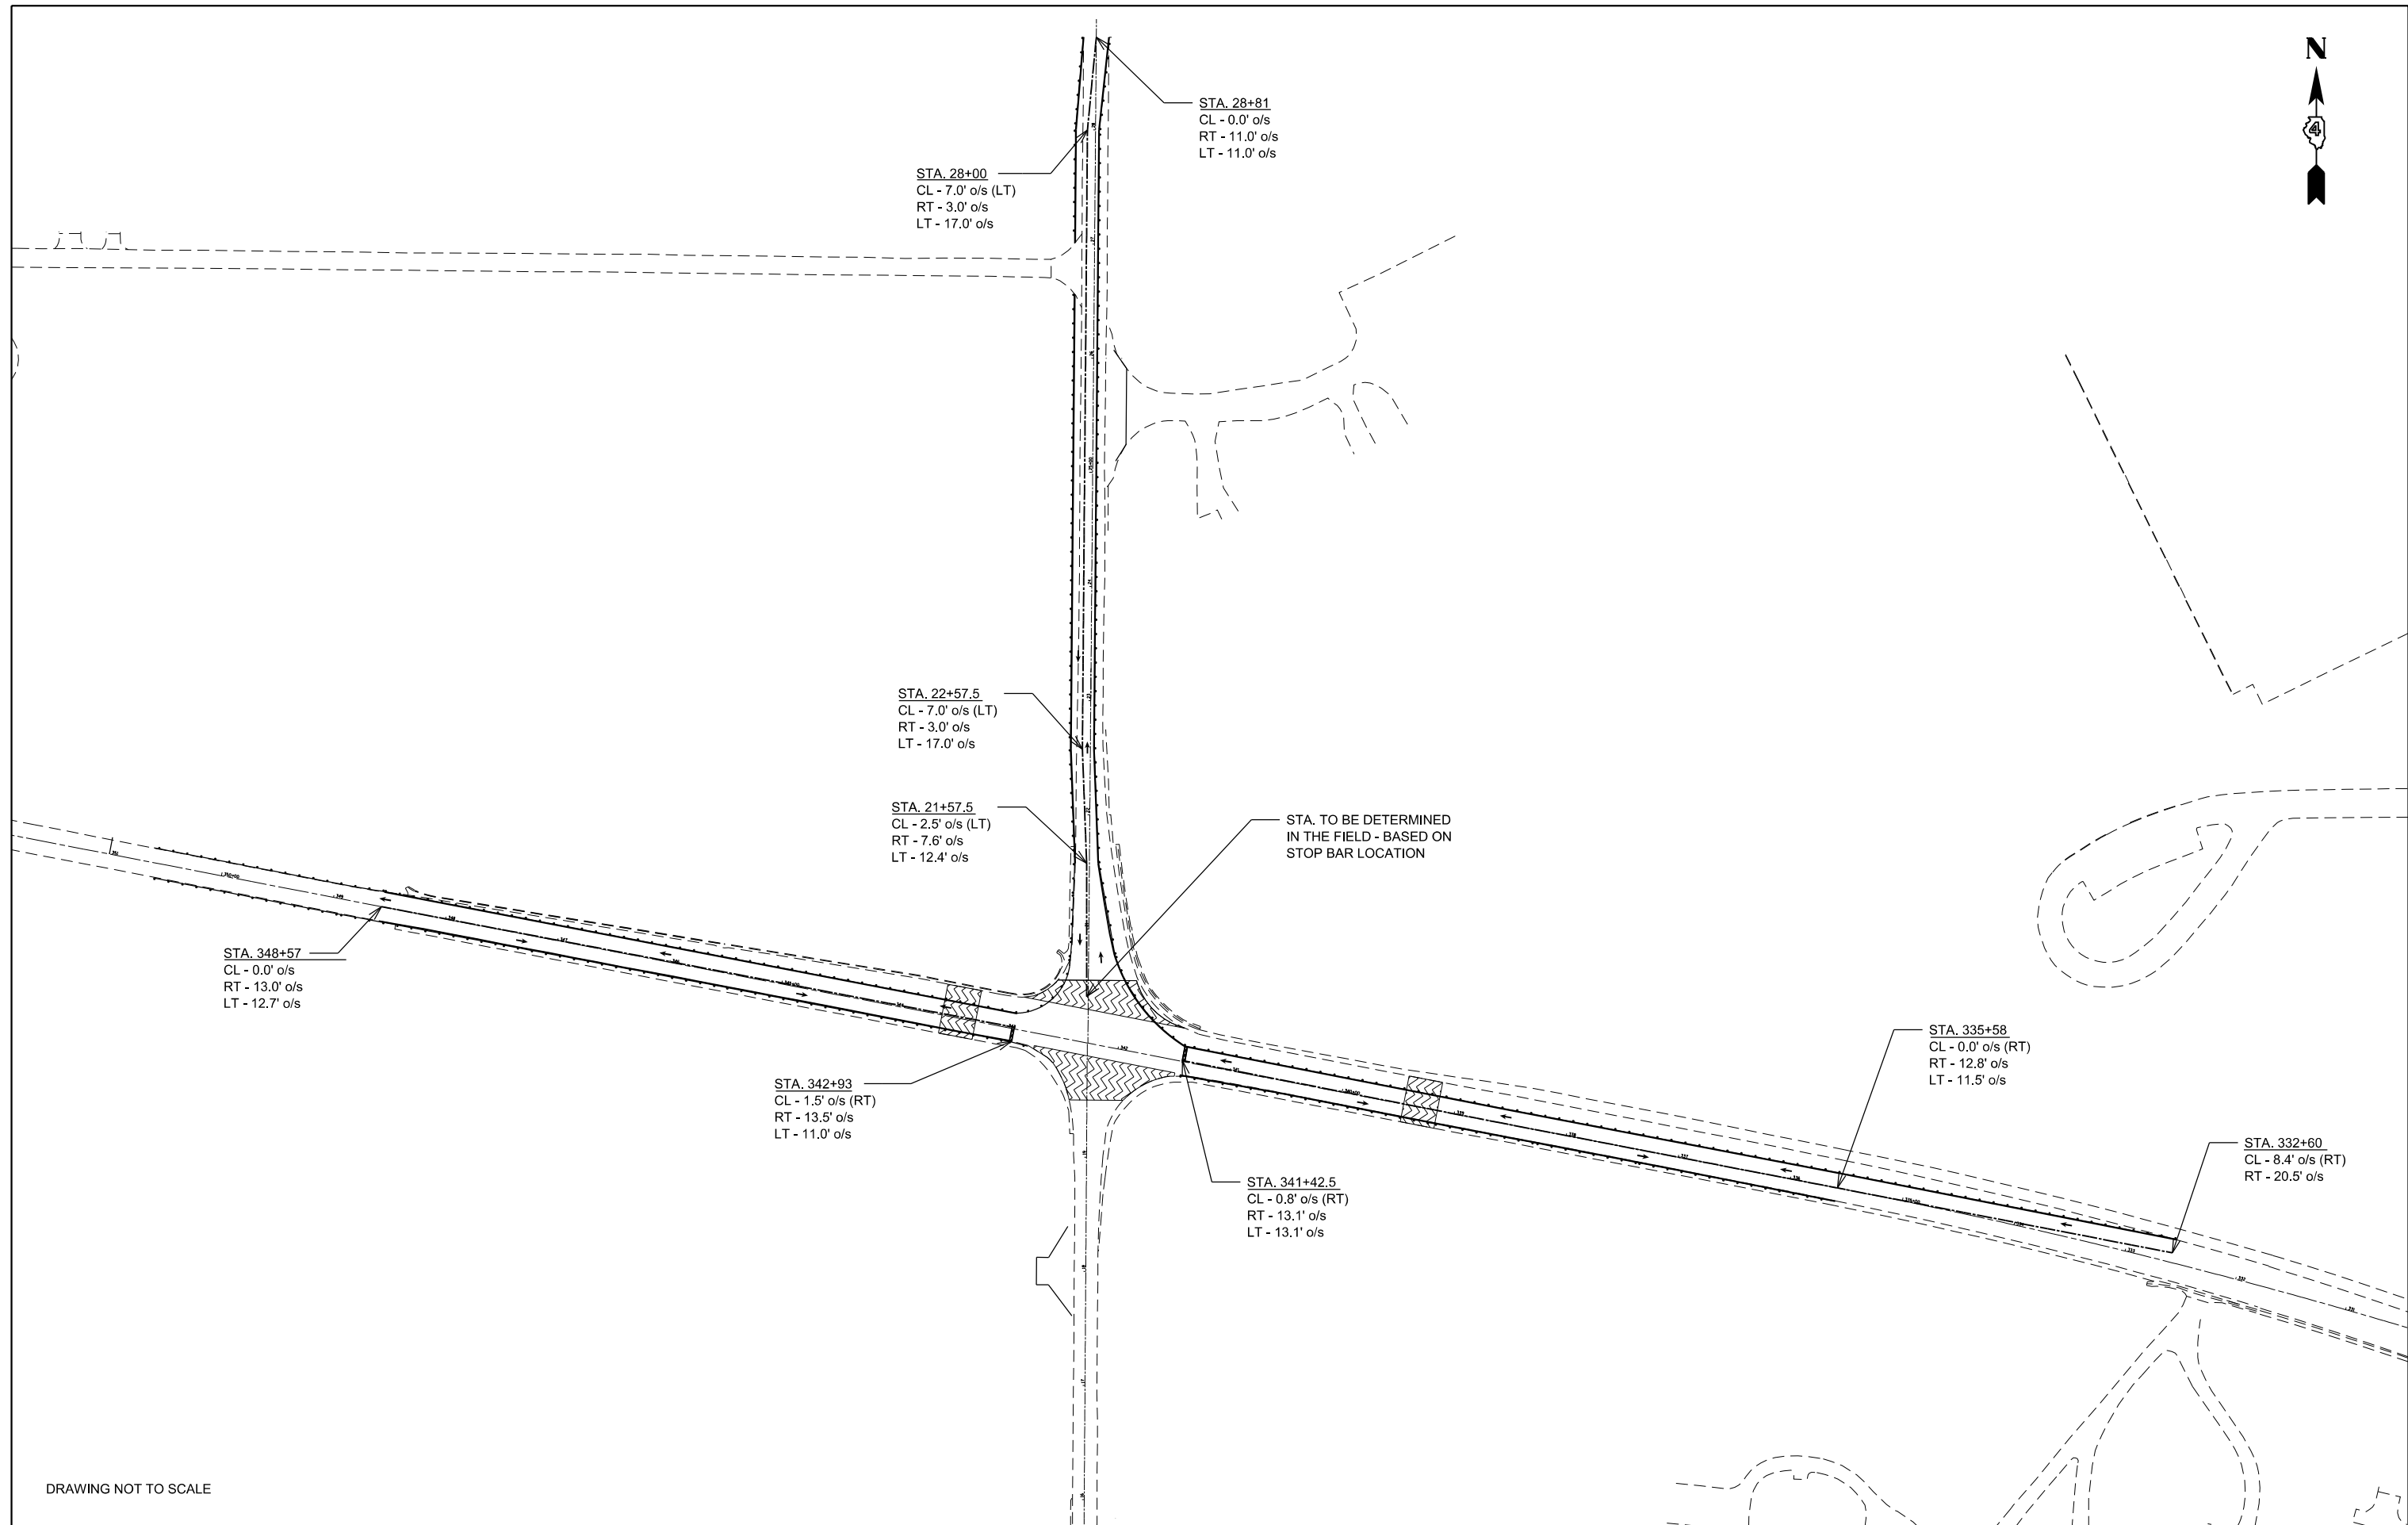 N
4
STA. 28+81
CL - 0.0' o/s
RT - 11.0' o/s
LT - 11.0' o/s
STA. 28+00
CL - 7.0' o/s (LT)
RT - 3.0' o/s
LT - 17.0' o/s
STA. 22+57.5
CL - 7.0' o/s (LT)
RT - 3.0' o/s
LT - 17.0' o/s
STA. 21+57.5
CL - 2.5' o/s (LT)
RT - 7.6' o/s
LT - 12.4' o/s
STA. TO BE DETERMINED
IN THE FIELD - BASED ON
STOP BAR LOCATION
STA. 348+57
CL - 0.0' o/s
RT - 13.0' o/s
LT - 12.7' o/s
STA. 342+93
CL - 1.5' o/s (RT)
RT - 13.5' o/s
LT - 11.0' o/s
STA. 341+42.5
CL - 0.8' o/s (RT)
RT - 13.1' o/s
LT - 13.1' o/s
STA. 335+58
CL - 0.0' o/s (RT)
RT - 12.8' o/s
LT - 11.5' o/s
STA. 332+60
CL - 8.4' o/s (RT)
RT - 20.5' o/s
DRAWING NOT TO SCALE